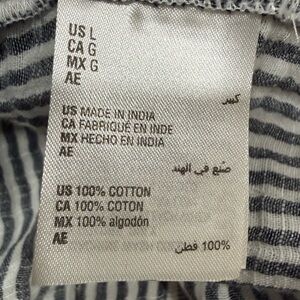 US L
CA G
MX G
AE
كبير
US MADE IN INDIA
CA FABRIQUÉ EN INDE
MX HECHO EN INDIA
AE
صُنع في الهند
US 100% COTTON
CA 100% COTON
MX 100% algodón
AE
100% قطن